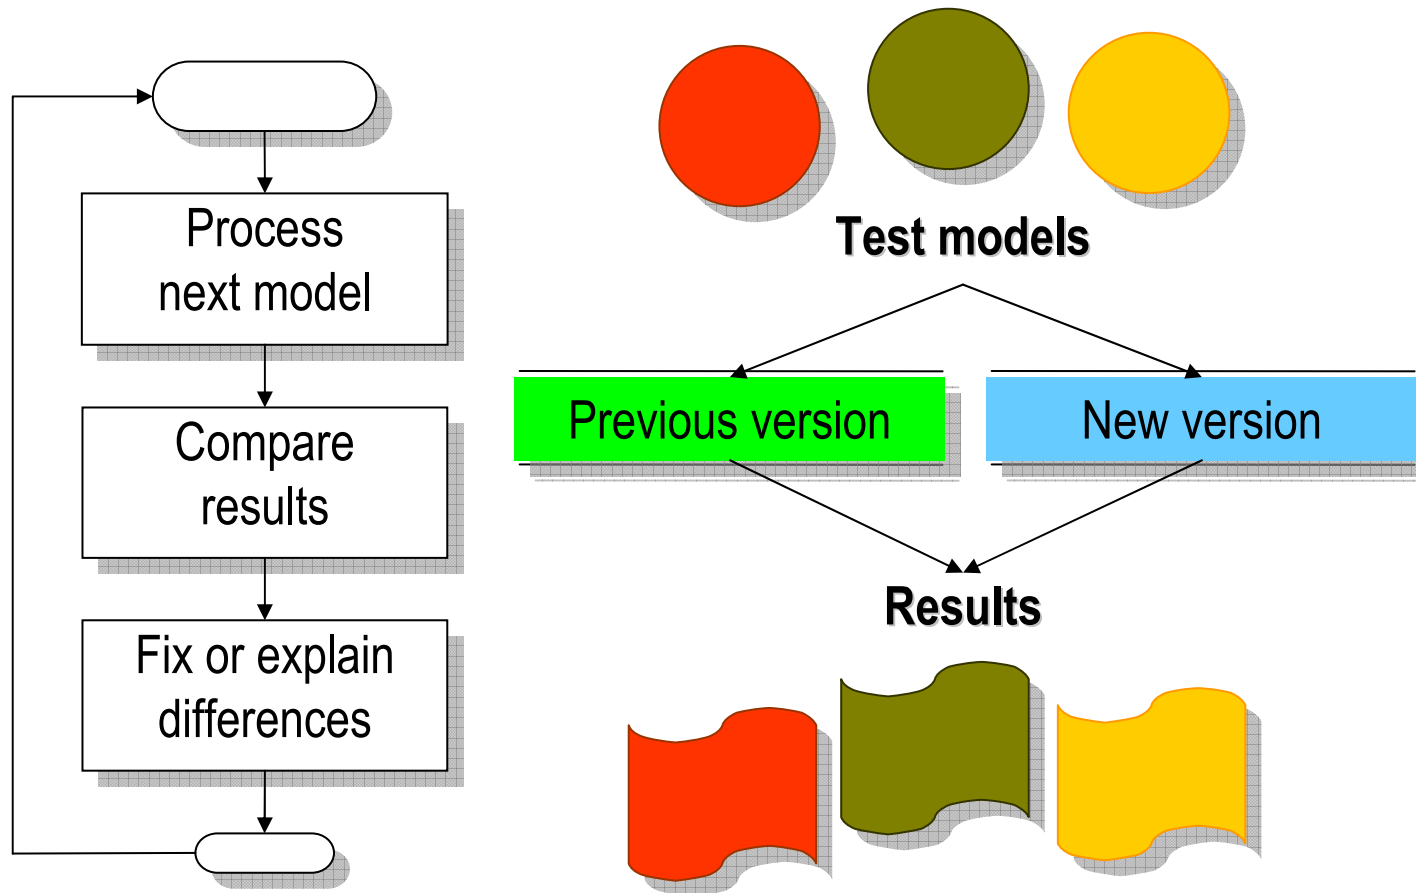 Process
next model
Compare
results
Fix or explain
differences
Test models
Previous version
New version
Results